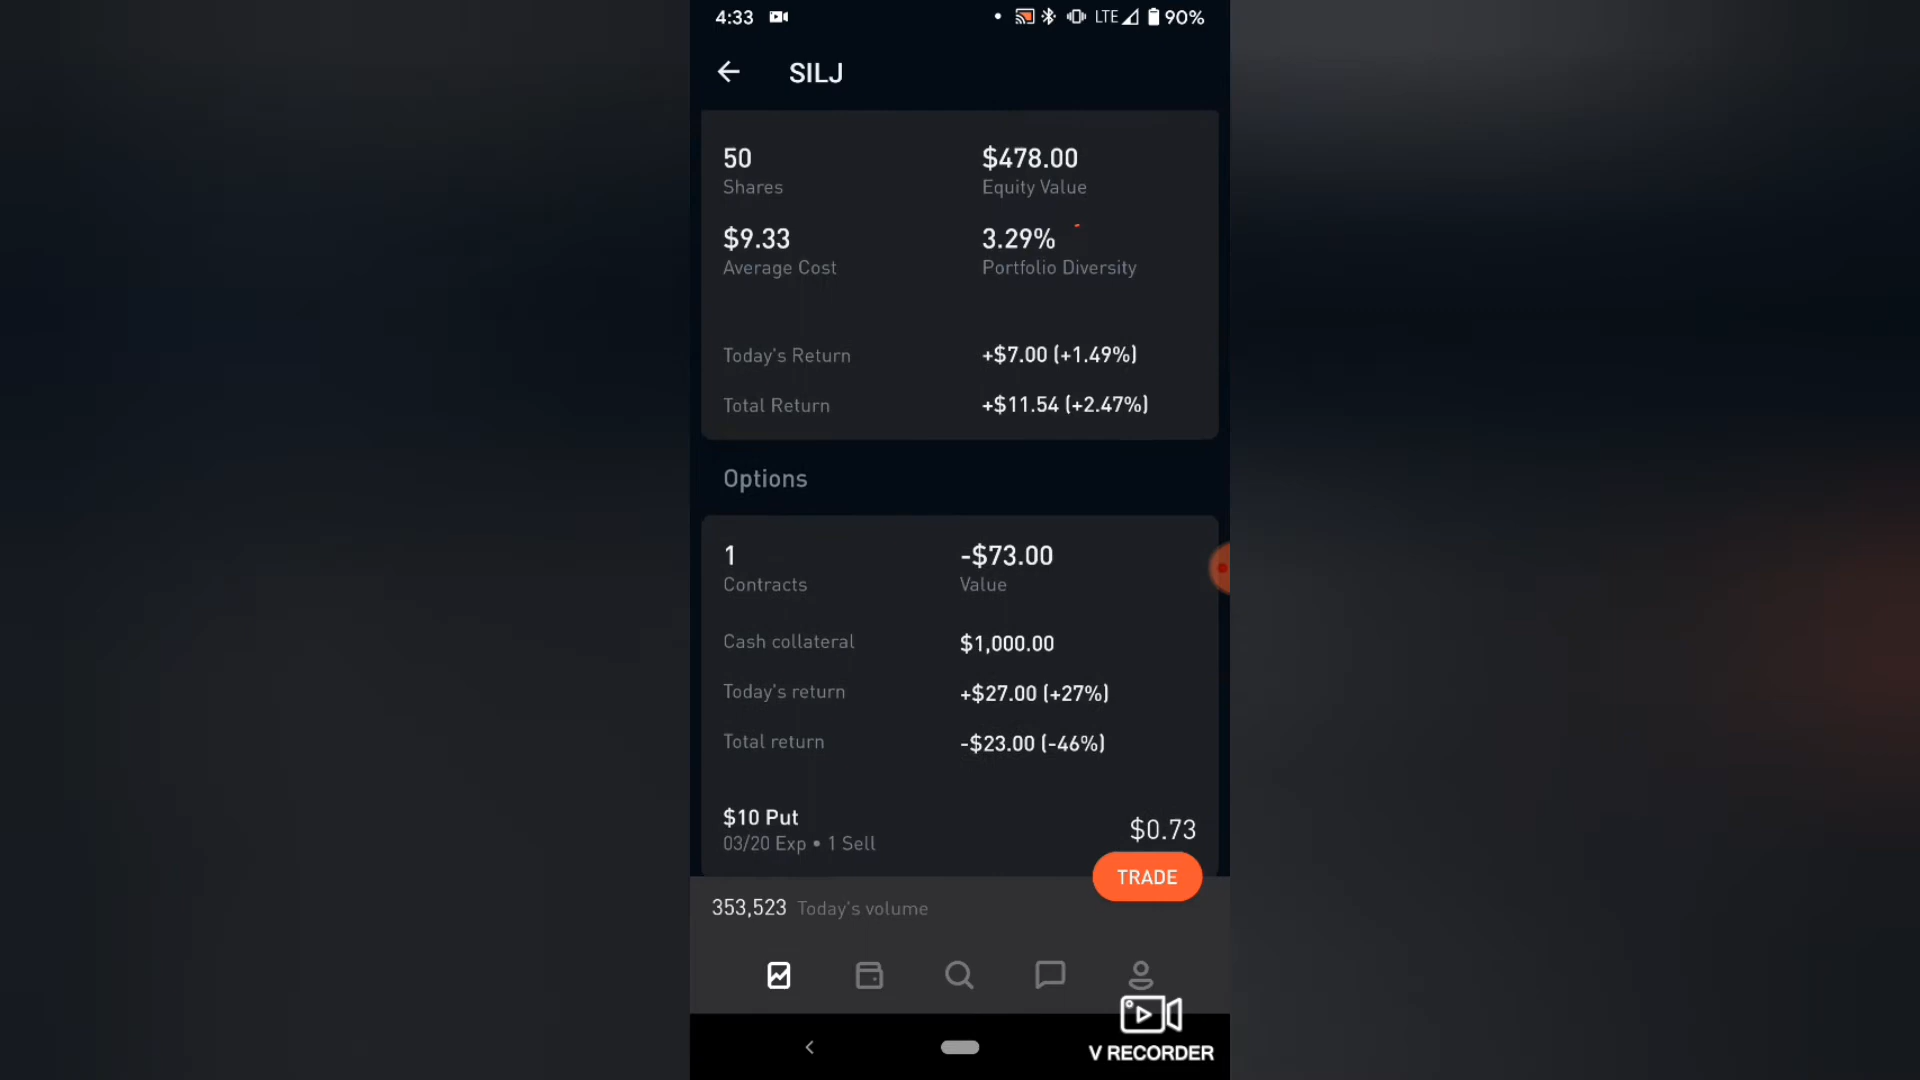 4:33 LTE 90%
SILJ
50 $478.00
Shares Equity Value
$9.33 3.29%
Average Cost Portfolio Diversity
Today's Return +$7.00 (+1.49%)
Total Return +$11.54 (+2.47%)
Options
1 -$73.00
Contracts Value
Cash collateral $1,000.00
Today's return +$27.00 (+27%)
Total return -$23.00 (-46%)
$10 Put $0.73
03/20 Exp • 1 Sell
TRADE
353,523 Today's volume
V RECORDER